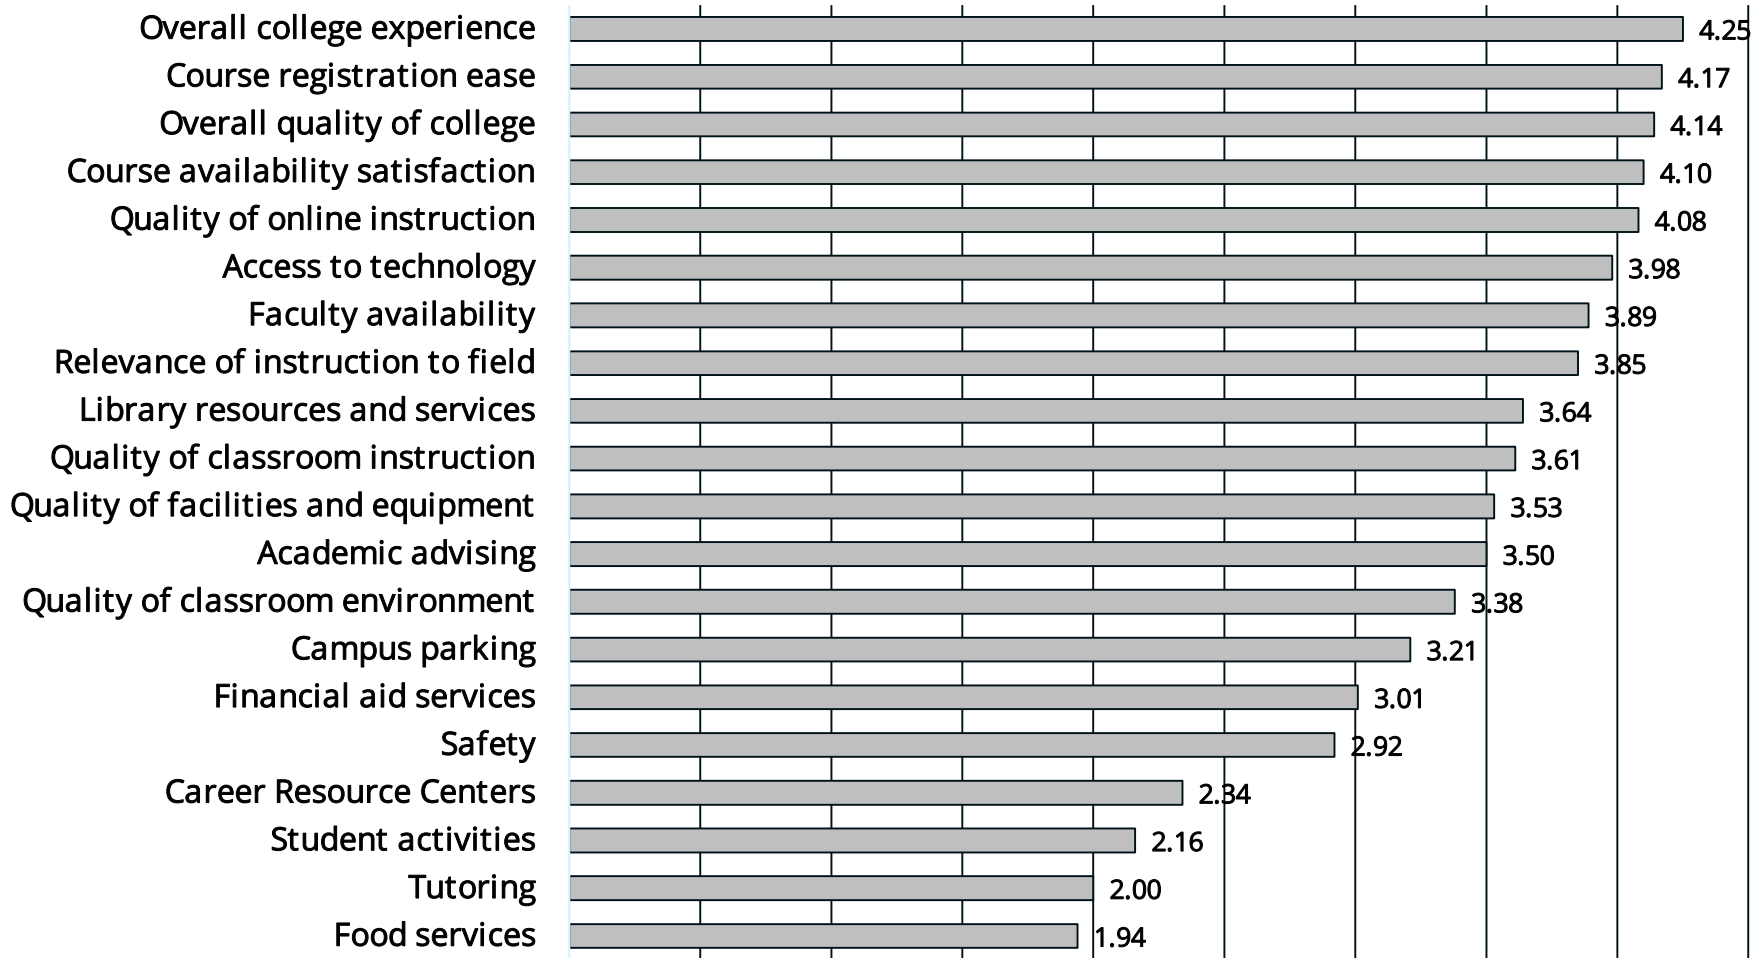 Overall college experience 4.25
Course registration ease 4.17
Overall quality of college 4.14
Course availability satisfaction 4.10
Quality of online instruction 4.08
Access to technology 3.98
Faculty availability 3.89
Relevance of instruction to field 3.85
Library resources and services 3.64
Quality of classroom instruction 3.61
Quality of facilities and equipment 3.53
Academic advising 3.50
Quality of classroom environment 3.38
Campus parking 3.21
Financial aid services 3.01
Safety 2.92
Career Resource Centers 2.34
Student activities 2.16
Tutoring 2.00
Food services 1.94